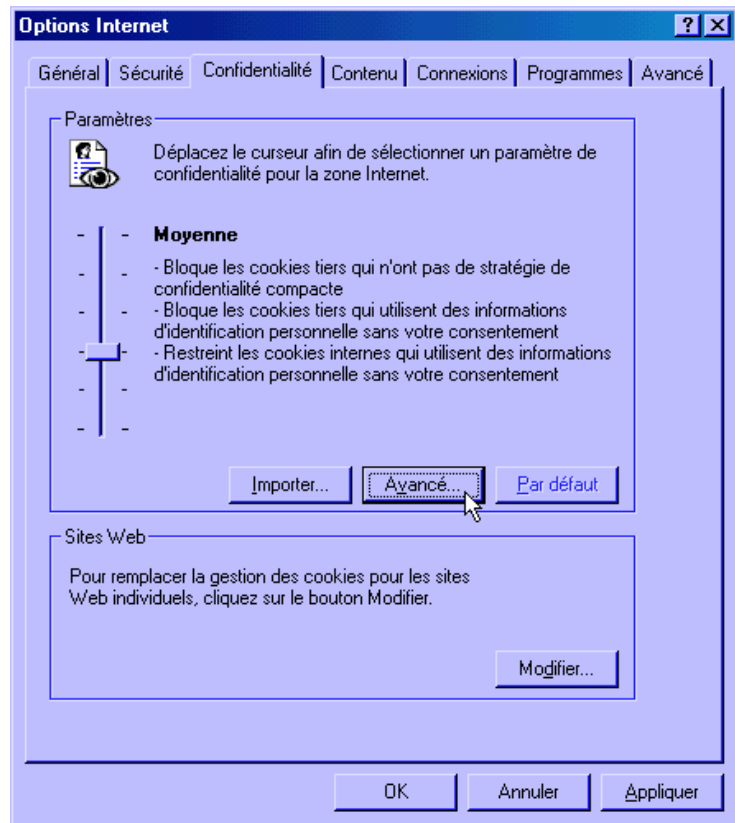 Options Internet
Général Sécurité Confidentialité Contenu Connexions Programmes Avancé
Paramètres
Déplacez le curseur afin de sélectionner un paramètre de
confidentialité pour la zone Internet.
Moyenne
- Bloque les cookies tiers qui n'ont pas de stratégie de
confidentialité compacte
- Bloque les cookies tiers qui utilisent des informations
d'identification personnelle sans votre consentement
- Restreint les cookies internes qui utilisent des informations
d'identification personnelle sans votre consentement
Importer... Avancé... Par défaut
Sites Web
Pour remplacer la gestion des cookies pour les sites
Web individuels, cliquez sur le bouton Modifier.
Modifier...
OK Annuler Appliquer